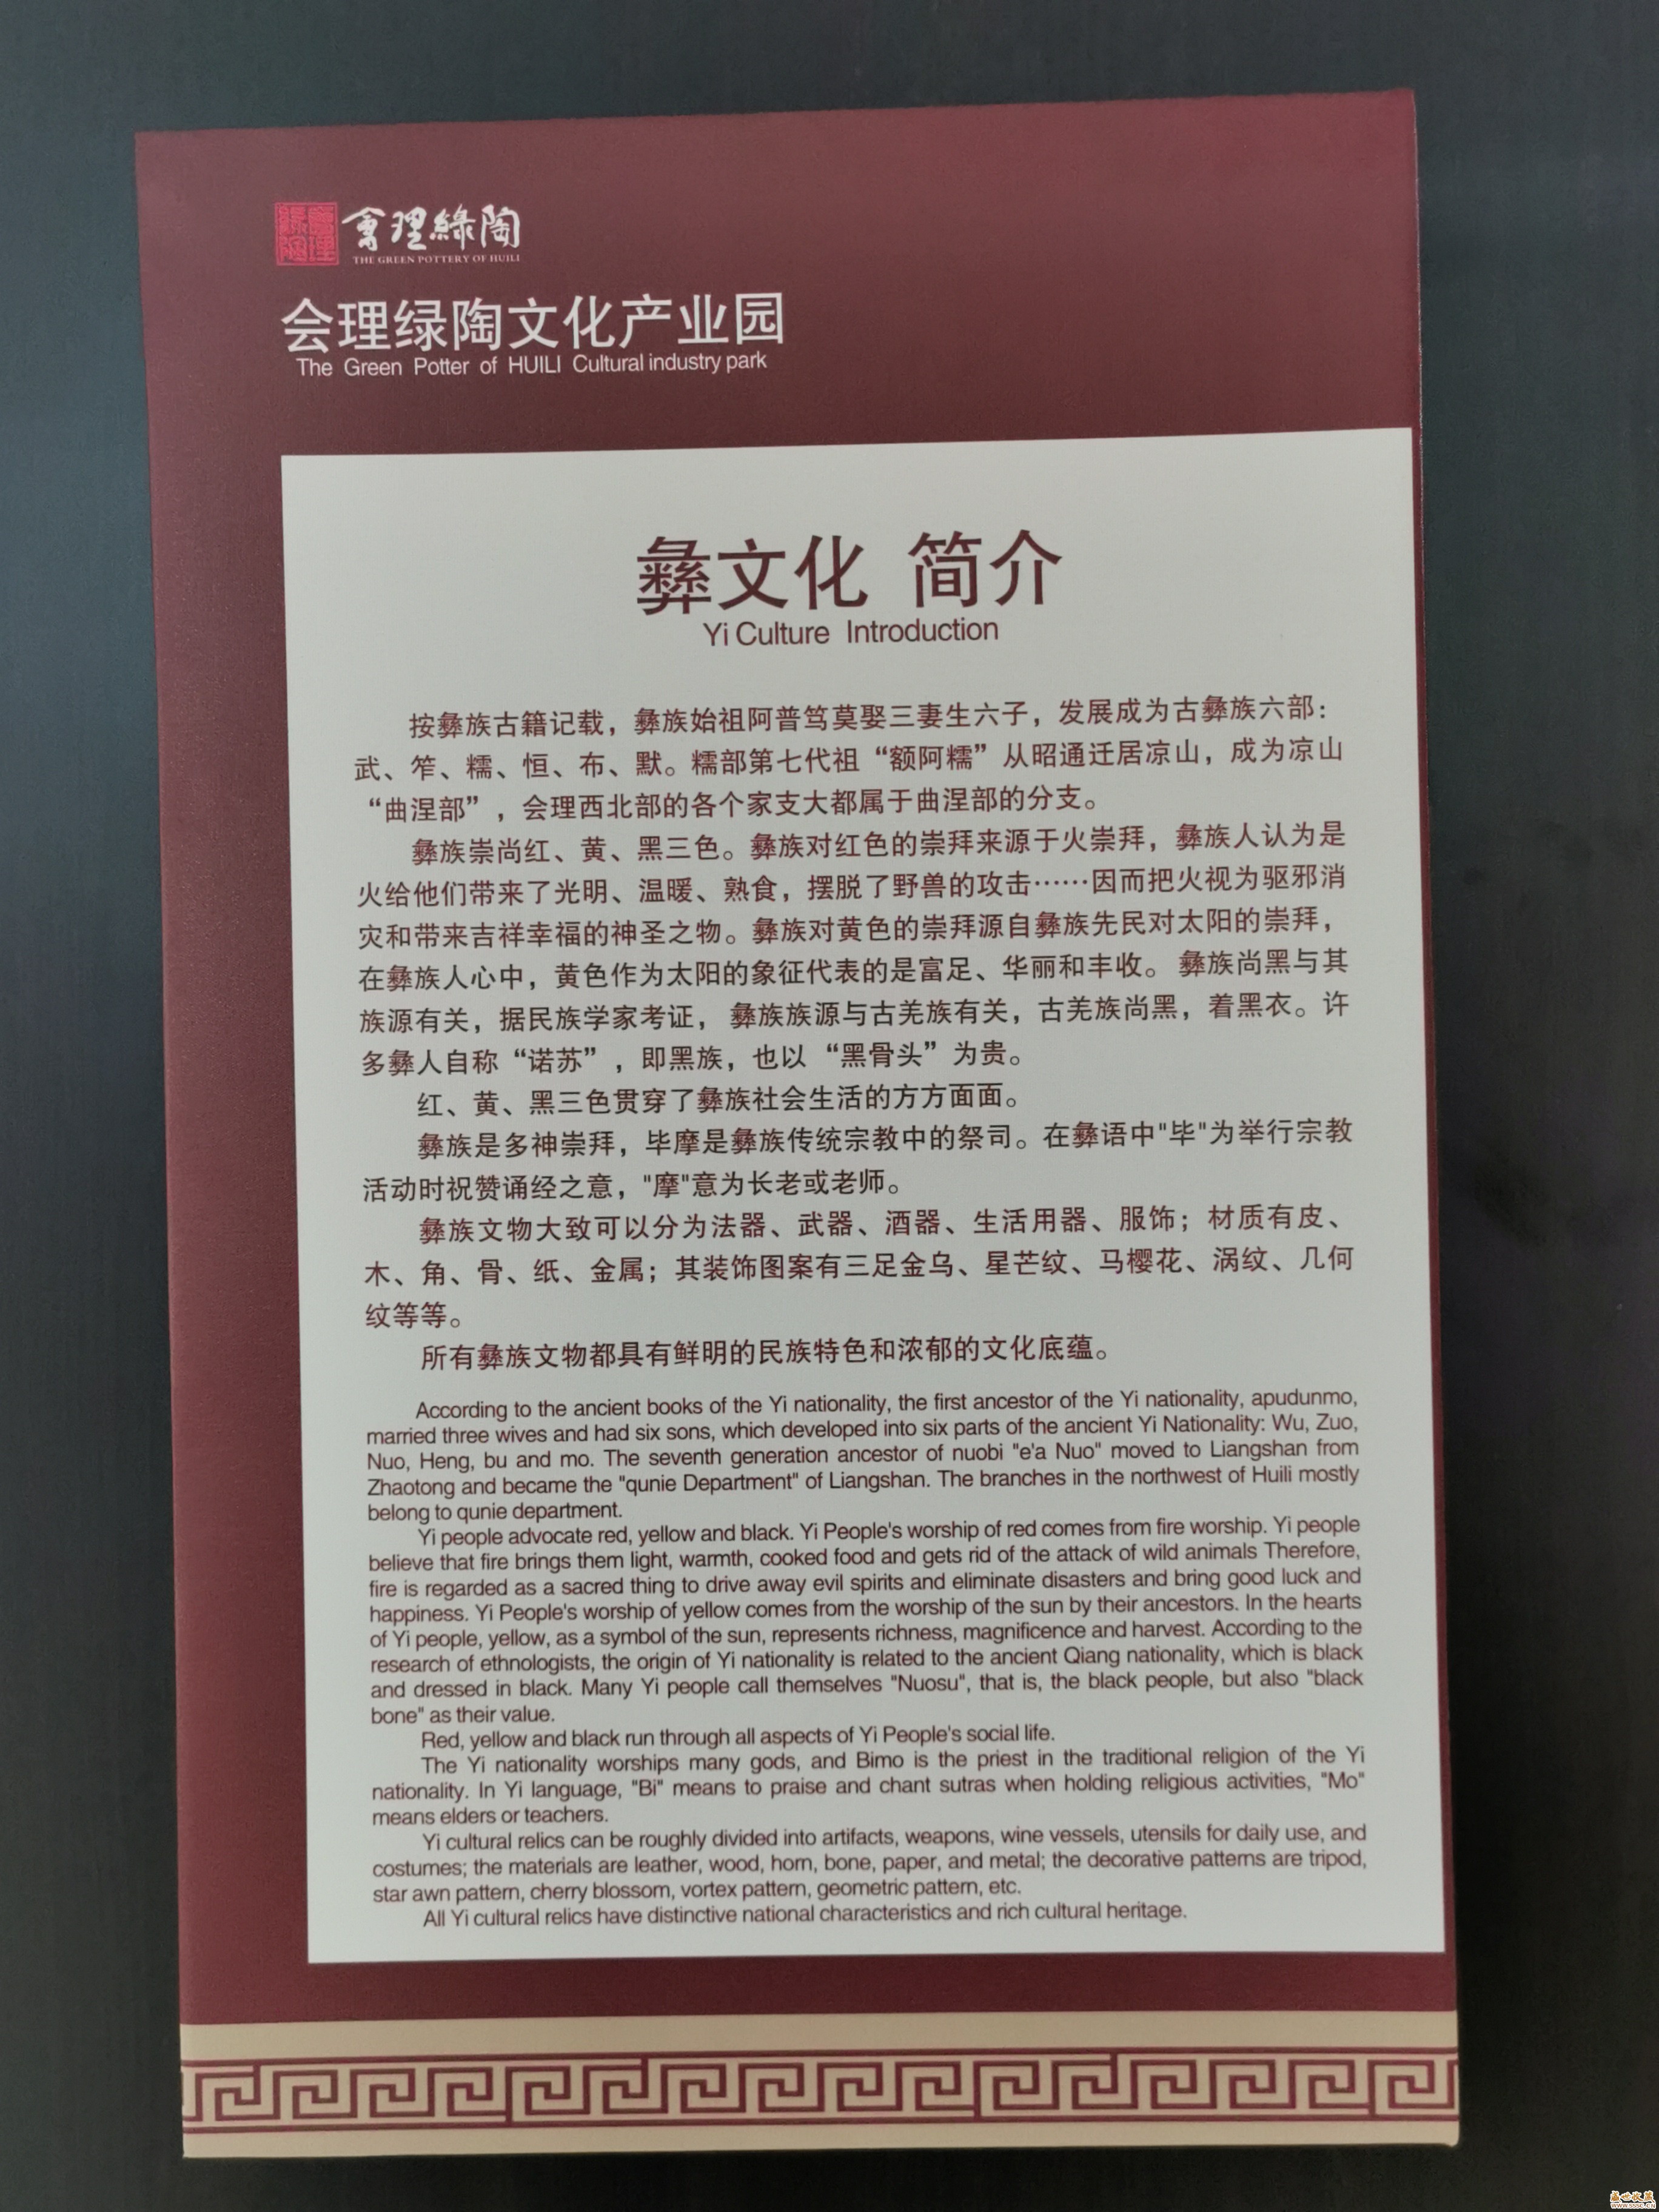 會理綠陶
會理綠陶
THE GREEN POTTERY OF HUILI
会理绿陶文化产业园
The Green Potter of HUILI Cultural industry park
彝文化 简介
Yi Culture Introduction
按彝族古籍记载，彝族始祖阿普笃莫娶三妻生六子，发展成为古彝族六部：
武、笮、糯、恒、布、默。糯部第七代祖“额阿糯”从昭通迁居凉山，成为凉山
“曲涅部”，会理西北部的各个家支大都属于曲涅部的分支。
彝族崇尚红、黄、黑三色。彝族对红色的崇拜来源于火崇拜，彝族人认为是
火给他们带来了光明、温暖、熟食，摆脱了野兽的攻击……因而把火视为驱邪消
灾和带来吉祥幸福的神圣之物。彝族对黄色的崇拜源自彝族先民对太阳的崇拜，
在彝族人心中，黄色作为太阳的象征代表的是富足、华丽和丰收。 彝族尚黑与其
族源有关，据民族学家考证， 彝族族源与古羌族有关，古羌族尚黑，着黑衣。许
多彝人自称“诺苏”，即黑族，也以“黑骨头”为贵。
红、黄、黑三色贯穿了彝族社会生活的方方面面。
彝族是多神崇拜，毕摩是彝族传统宗教中的祭司。在彝语中"毕"为举行宗教
活动时祝赞诵经之意，"摩"意为长老或老师。
彝族文物大致可以分为法器、武器、酒器、生活用器、服饰；材质有皮、
木、角、骨、纸、金属；其装饰图案有三足金乌、星芒纹、马樱花、涡纹、几何
纹等等。
所有彝族文物都具有鲜明的民族特色和浓郁的文化底蕴。
According to the ancient books of the Yi nationality, the first ancestor of the Yi nationality, apudunmo,
married three wives and had six sons, which developed into six parts of the ancient Yi Nationality: Wu, Zuo,
Nuo, Heng, bu and mo. The seventh generation ancestor of nuobi "e'a Nuo" moved to Liangshan from
Zhaotong and became the "qunie Department" of Liangshan. The branches in the northwest of Huili mostly
belong to qunie department.
Yi people advocate red, yellow and black. Yi People's worship of red comes from fire worship. Yi people
believe that fire brings them light, warmth, cooked food and gets rid of the attack of wild animals Therefore,
fire is regarded as a sacred thing to drive away evil spirits and eliminate disasters and bring good luck and
happiness. Yi People's worship of yellow comes from the worship of the sun by their ancestors. In the hearts
of Yi people, yellow, as a symbol of the sun, represents richness, magnificence and harvest. According to the
research of ethnologists, the origin of Yi nationality is related to the ancient Qiang nationality, which is black
and dressed in black. Many Yi people call themselves "Nuosu", that is, the black people, but also "black
bone" as their value.
Red, yellow and black run through all aspects of Yi People's social life.
The Yi nationality worships many gods, and Bimo is the priest in the traditional religion of the Yi
nationality. In Yi language, "Bi" means to praise and chant sutras when holding religious activities, "Mo"
means elders or teachers.
Yi cultural relics can be roughly divided into artifacts, weapons, wine vessels, utensils for daily use, and
costumes; the materials are leather, wood, horn, bone, paper, and metal; the decorative patterns are tripod,
star awn pattern, cherry blossom, vortex pattern, geometric pattern, etc.
All Yi cultural relics have distinctive national characteristics and rich cultural heritage.
盛世收藏